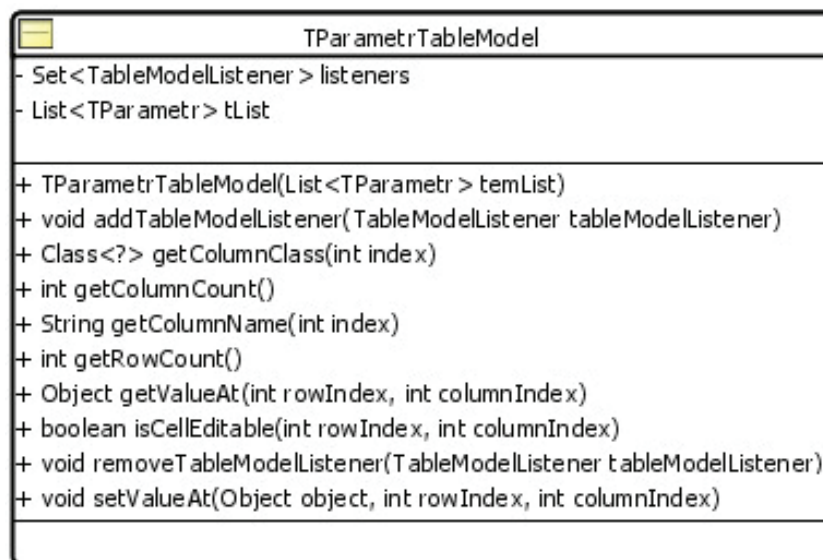 TParametrTableModel
- Set<TableModelListener> listeners
- List<TParametr> tList
+ TParametrTableModel(List<TParametr> temList)
+ void addTableModelListener(TableModelListener tableModelListener)
+ Class<?> getColumnClass(int index)
+ int getColumnCount()
+ String getColumnName(int index)
+ int getRowCount()
+ Object getValueAt(int rowIndex, int columnIndex)
+ boolean isCellEditable(int rowIndex, int columnIndex)
+ void removeTableModelListener(TableModelListener tableModelListener)
+ void setValueAt(Object object, int rowIndex, int columnIndex)